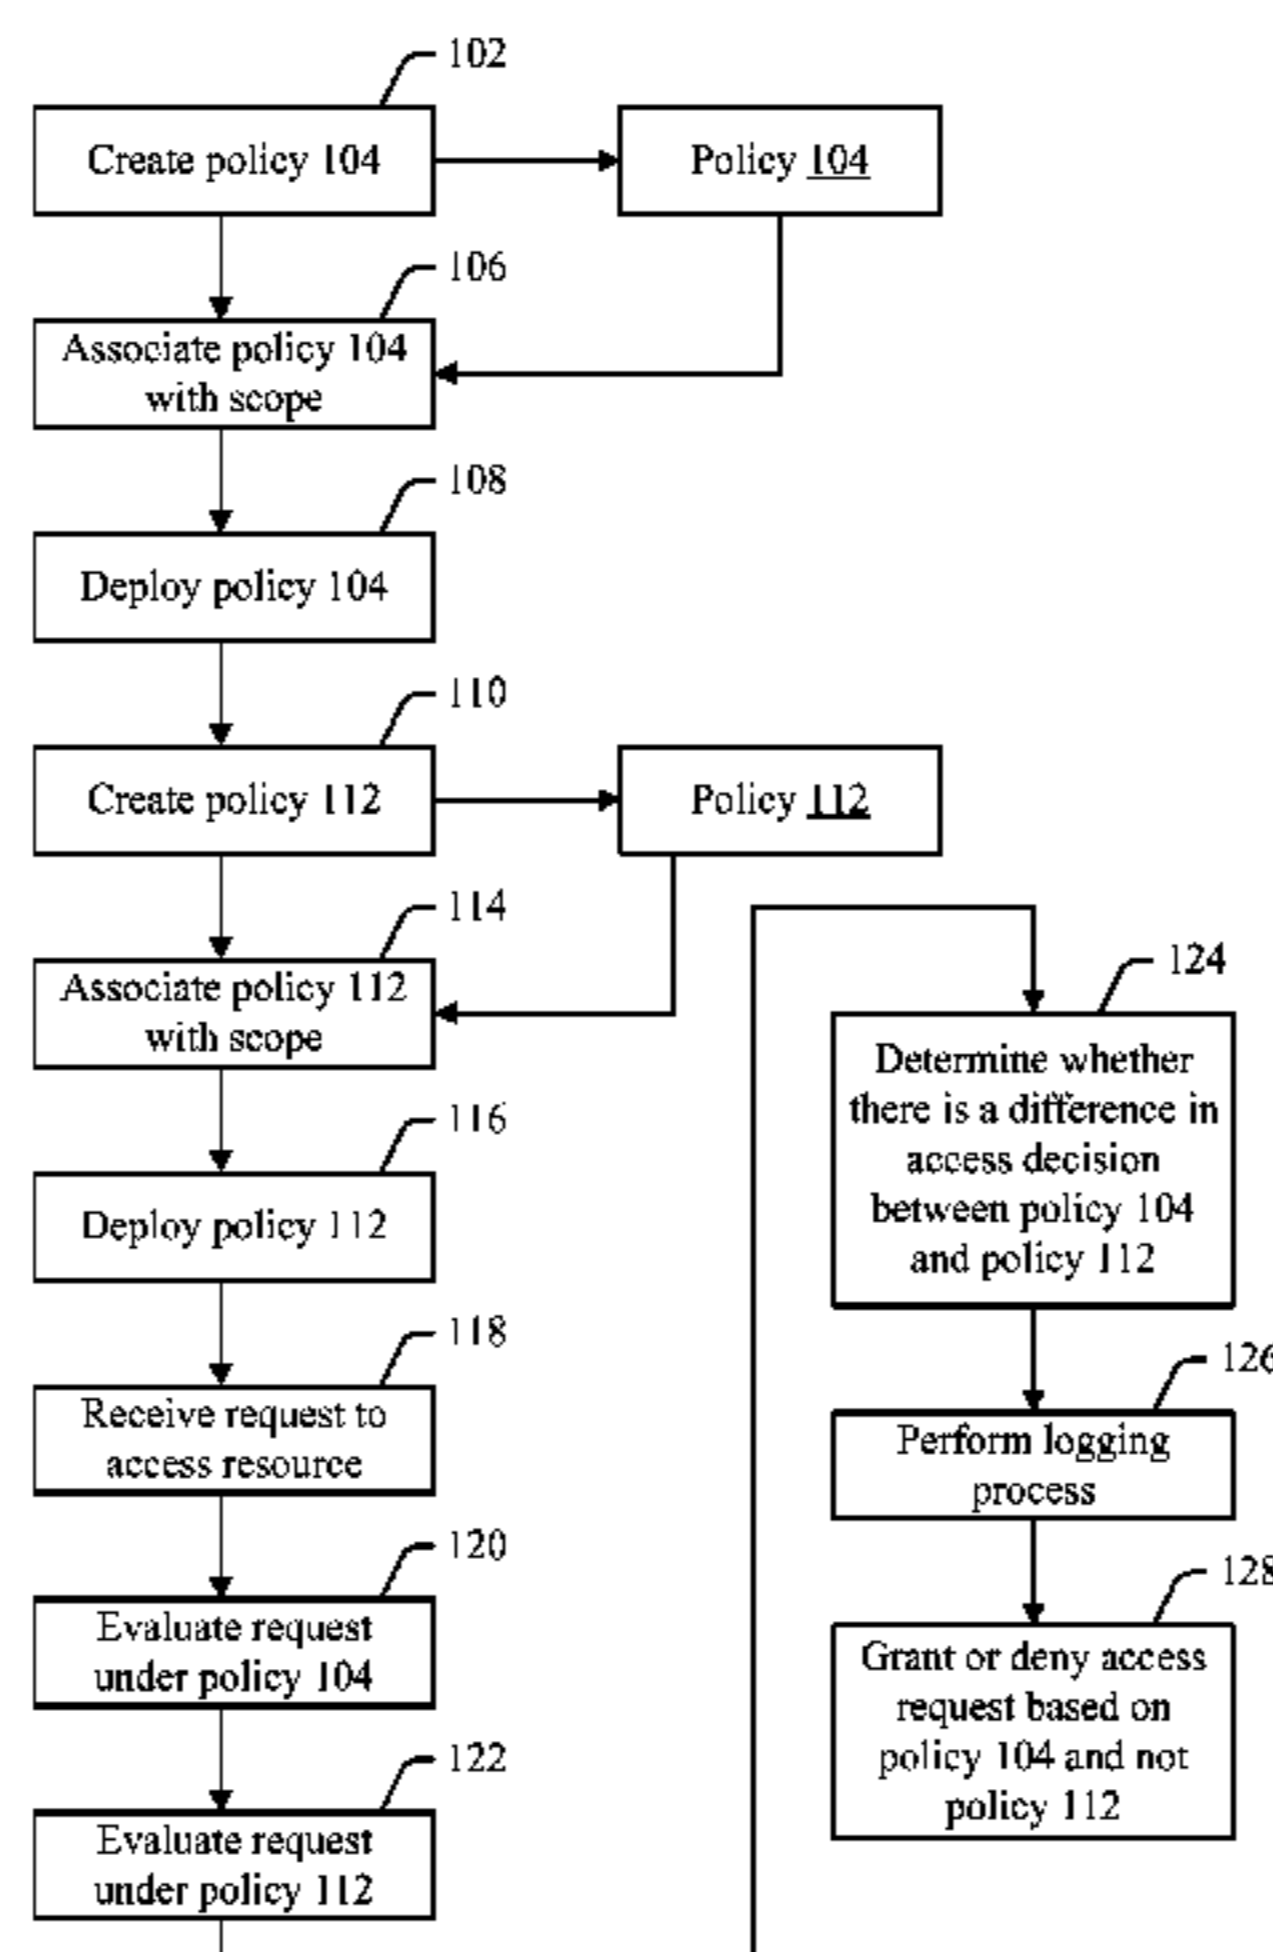 102
Create policy 104
Policy 104
106
Associate policy 104
with scope
108
Deploy policy 104
110
Create policy 112
Policy 112
114
Associate policy 112
with scope
116
Deploy policy 112
118
Receive request to
access resource
120
Evaluate request
under policy 104
122
Evaluate request
under policy 112
124
Determine whether
there is a difference in
access decision
between policy 104
and policy 112
126
Perform logging
process
128
Grant or deny access
request based on
policy 104 and not
policy 112